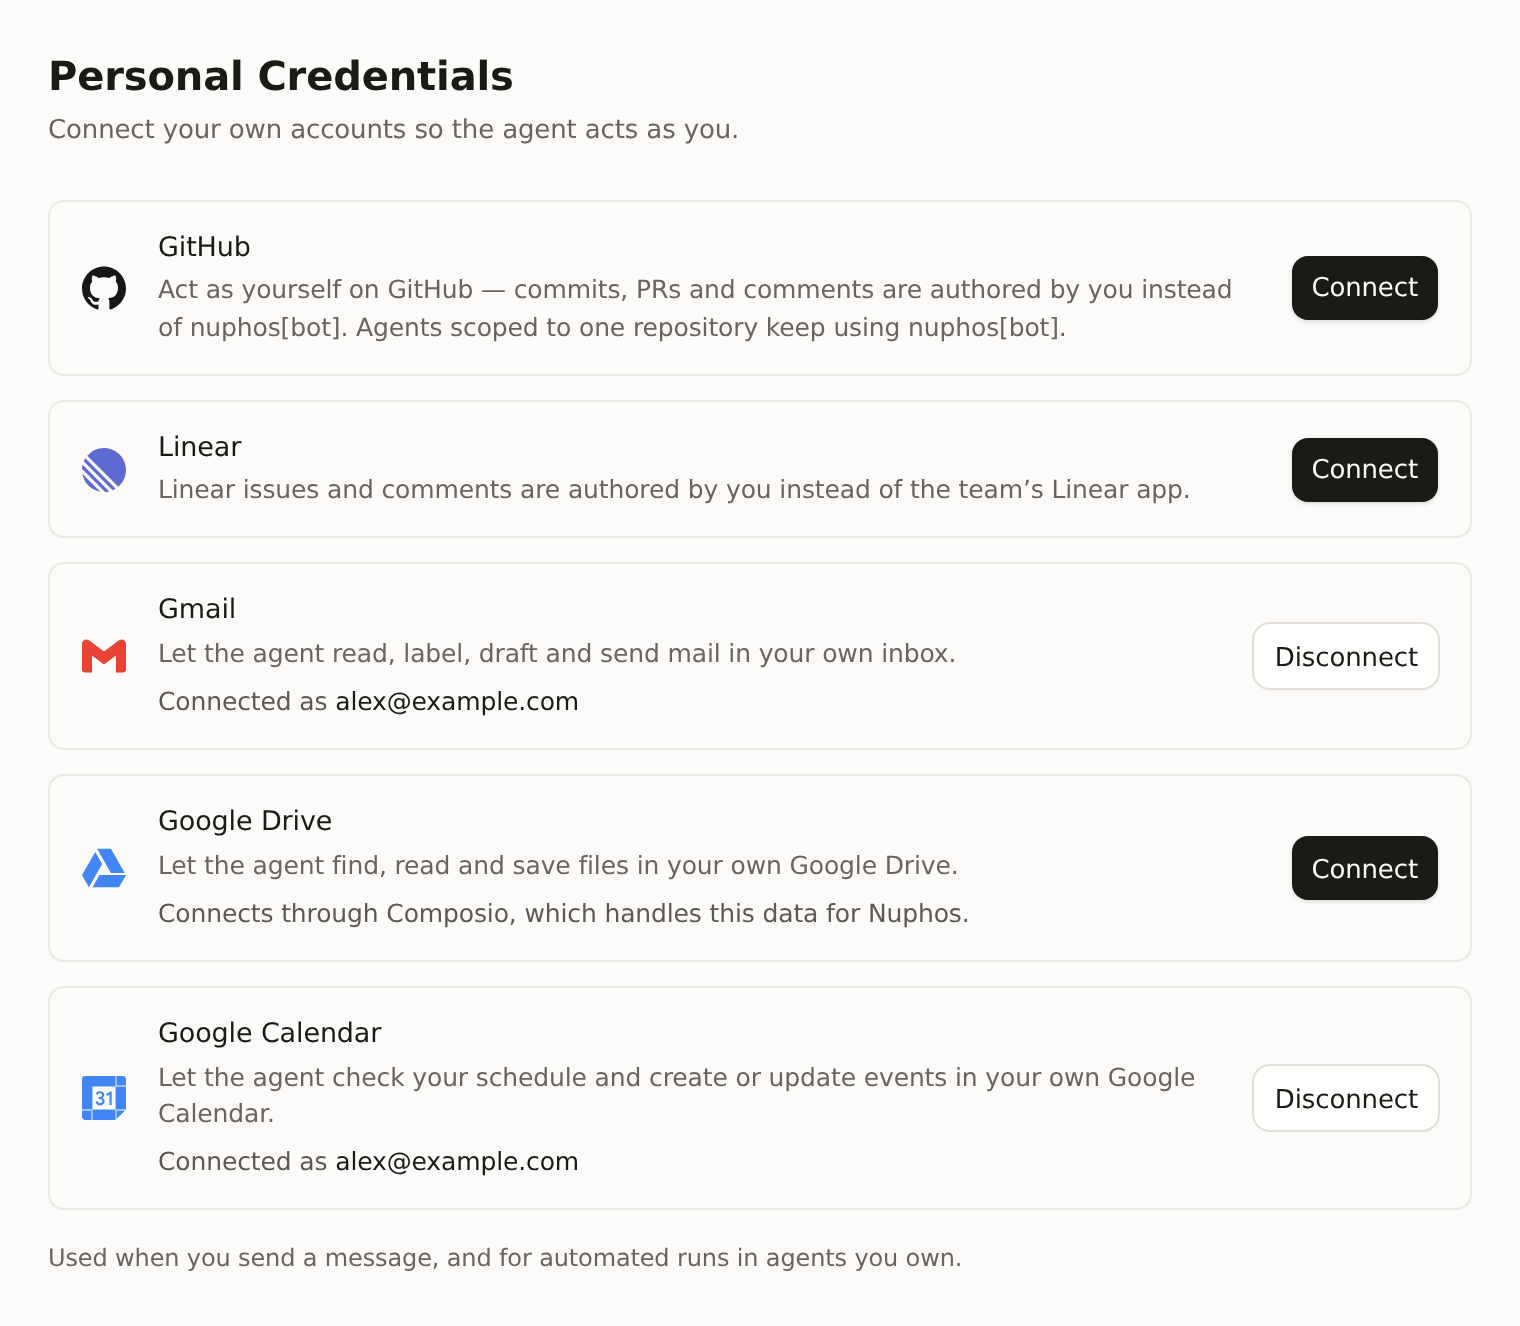 Personal Credentials
Connect your own accounts so the agent acts as you.
GitHub
Act as yourself on GitHub — commits, PRs and comments are authored by you instead
of nuphos[bot]. Agents scoped to one repository keep using nuphos[bot].
Connect
Linear
Linear issues and comments are authored by you instead of the team’s Linear app.
Connect
Gmail
Let the agent read, label, draft and send mail in your own inbox.
Connected as alex@example.com
Disconnect
Google Drive
Let the agent find, read and save files in your own Google Drive.
Connects through Composio, which handles this data for Nuphos.
Connect
31
Google Calendar
Let the agent check your schedule and create or update events in your own Google
Calendar.
Connected as alex@example.com
Disconnect
Used when you send a message, and for automated runs in agents you own.